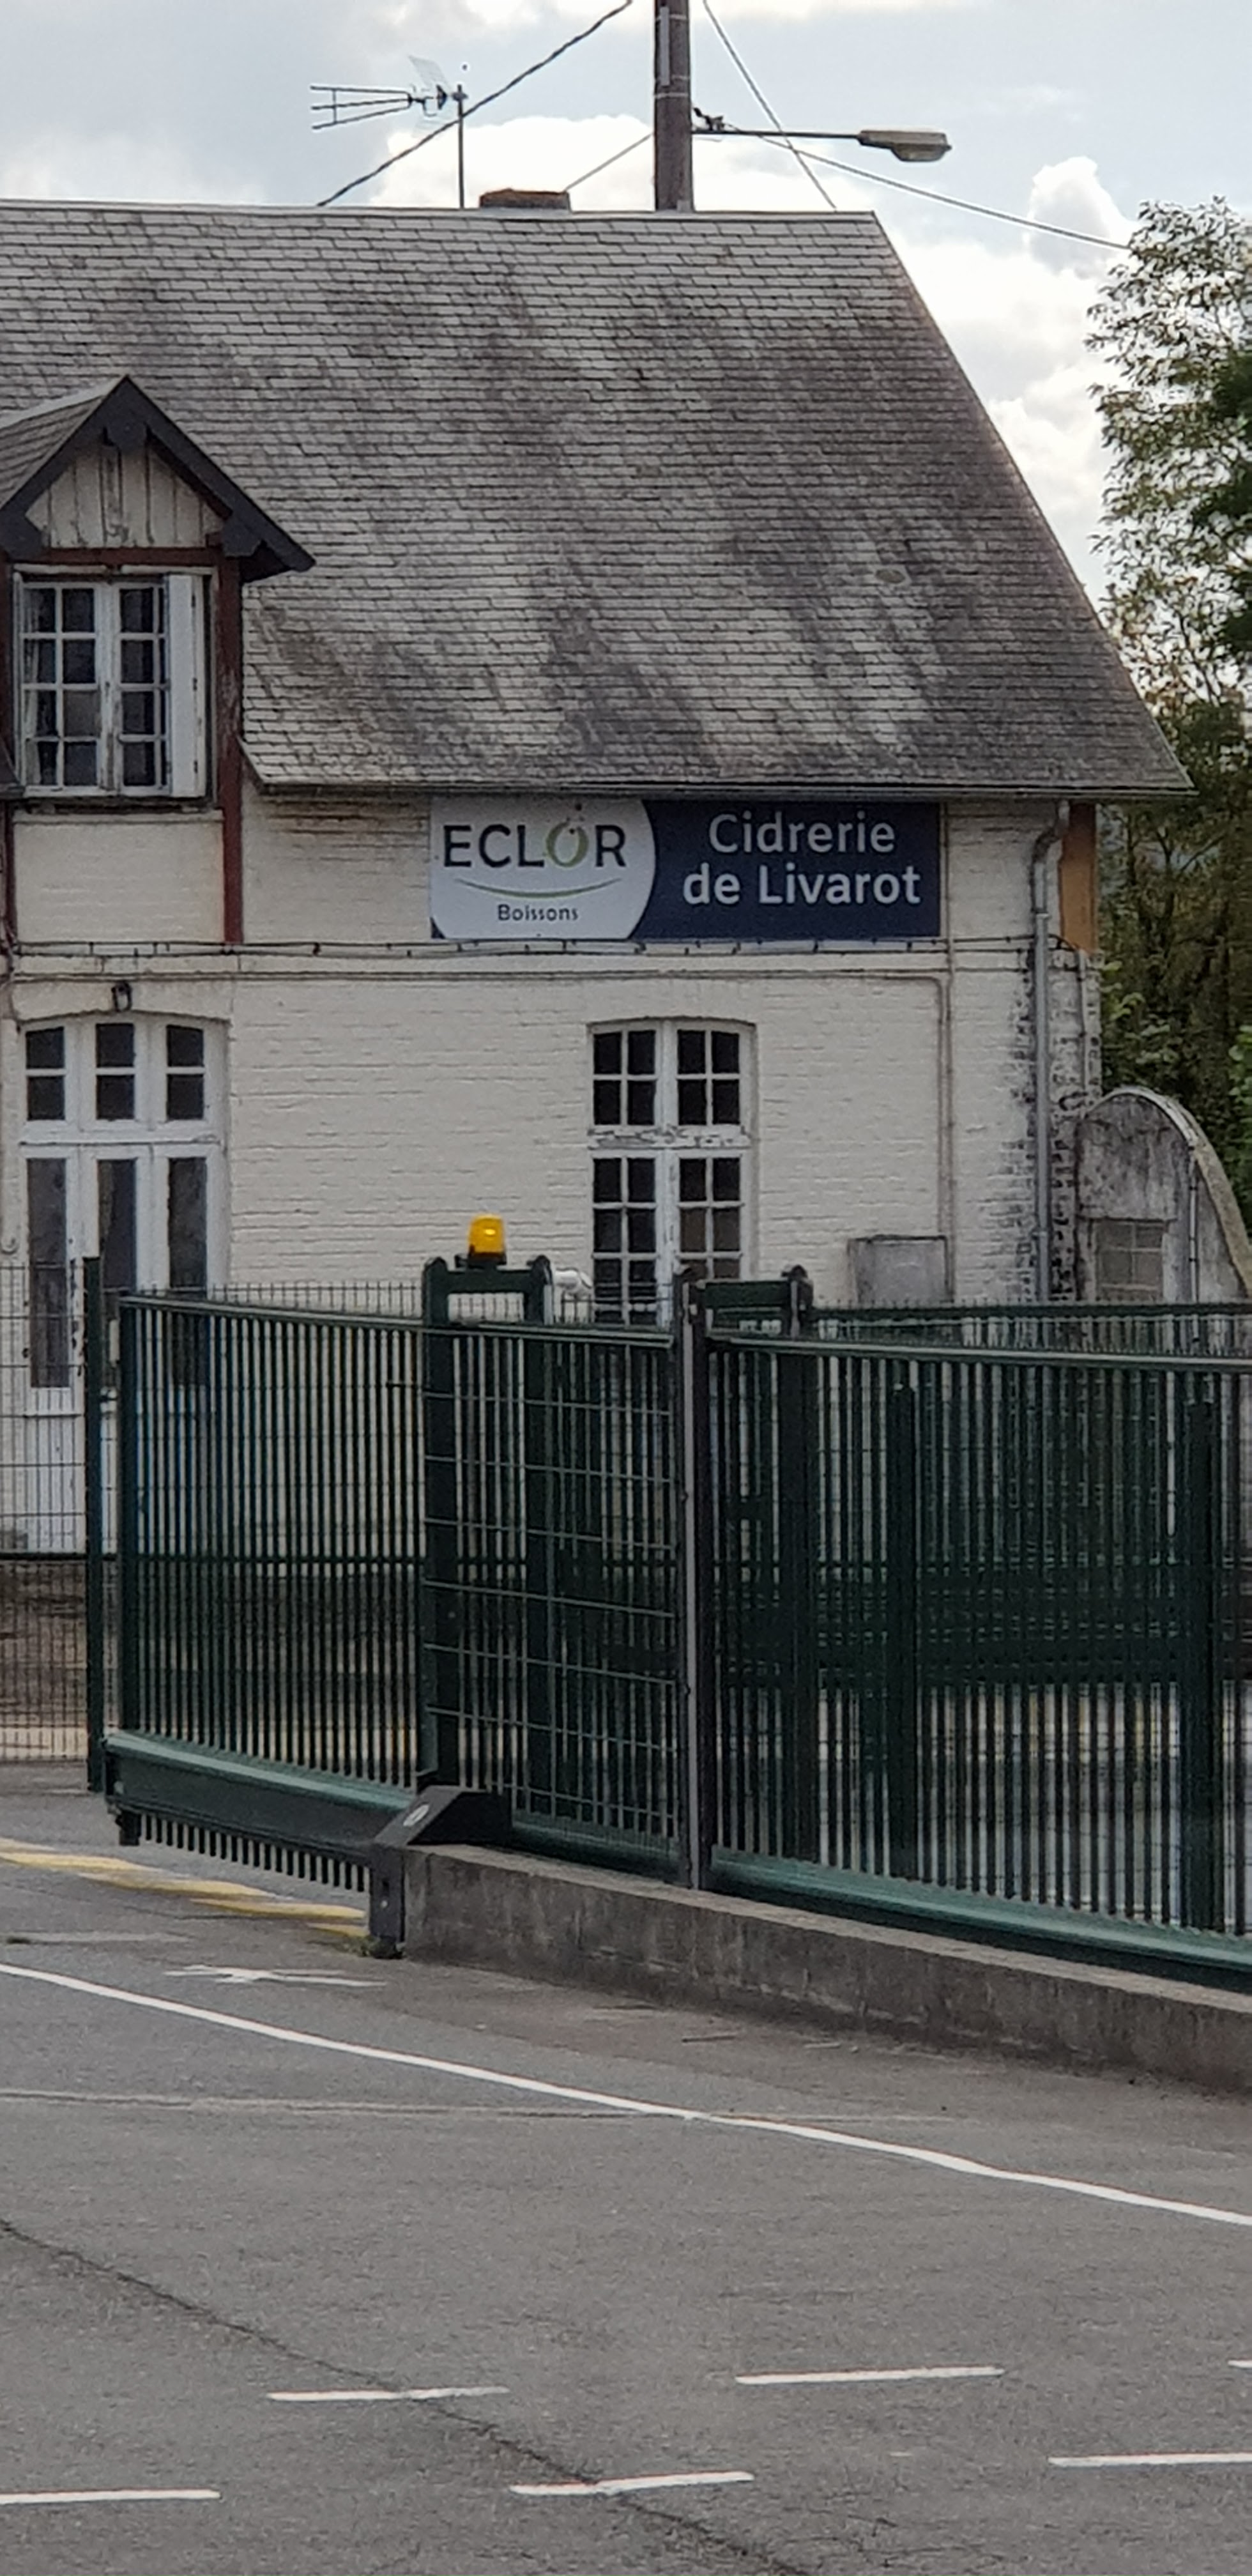 ECLOR
Boissons
Cidrerie
de Livarot